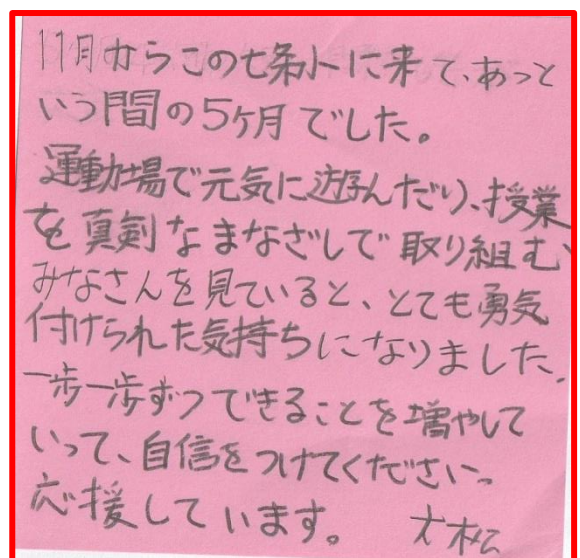 11月からこの七条小に来て、あっと
いう間の5ヶ月でした。
運動場で元気に遊んだり、授業
を真剣なまなざしで取り組む
みなさんを見ていると、とても勇気
付けられた気持ちになりました。
一歩一歩ずつできることを増やして
いって、自信をつけてください。
応援しています。 大松